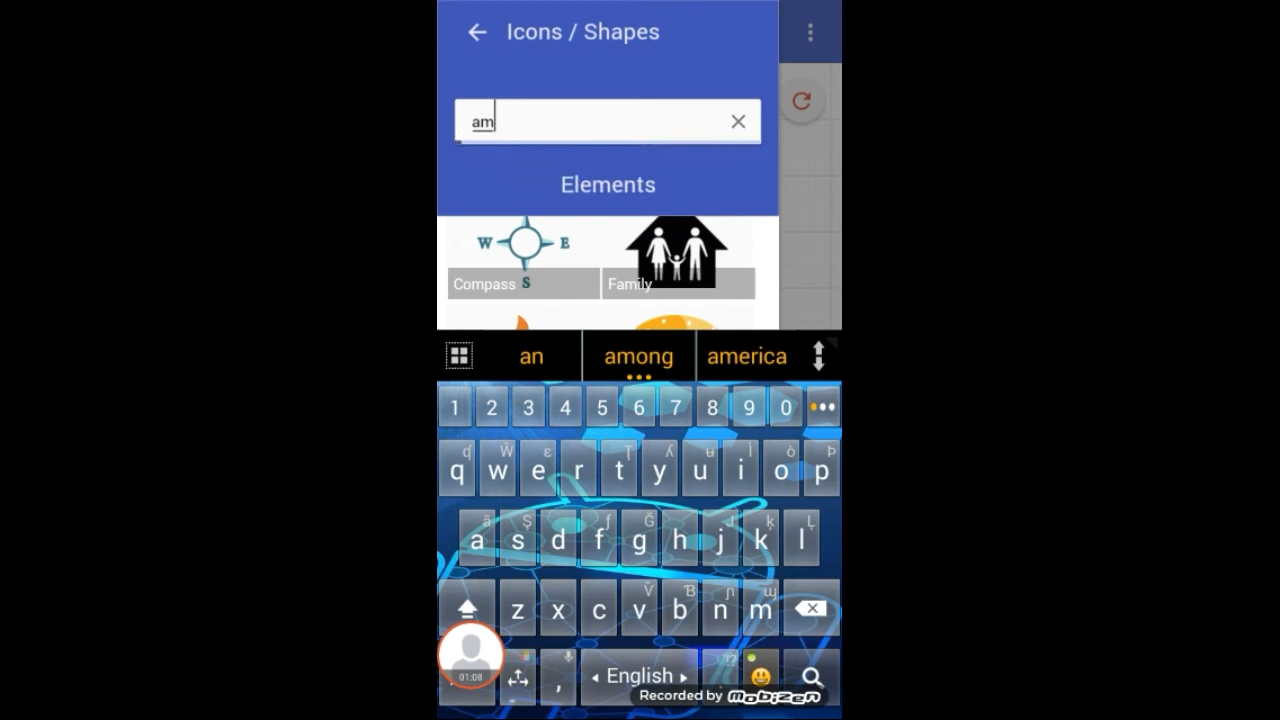 Icons / Shapes
am
Elements
W E
S
Compass Family
an among america
1 2 3 4 5 6 7 8 9 0
q w e r t y u i o p
a s d f g h j k l
z x c v b n m
01:08
, English !?
Recorded by mobizen